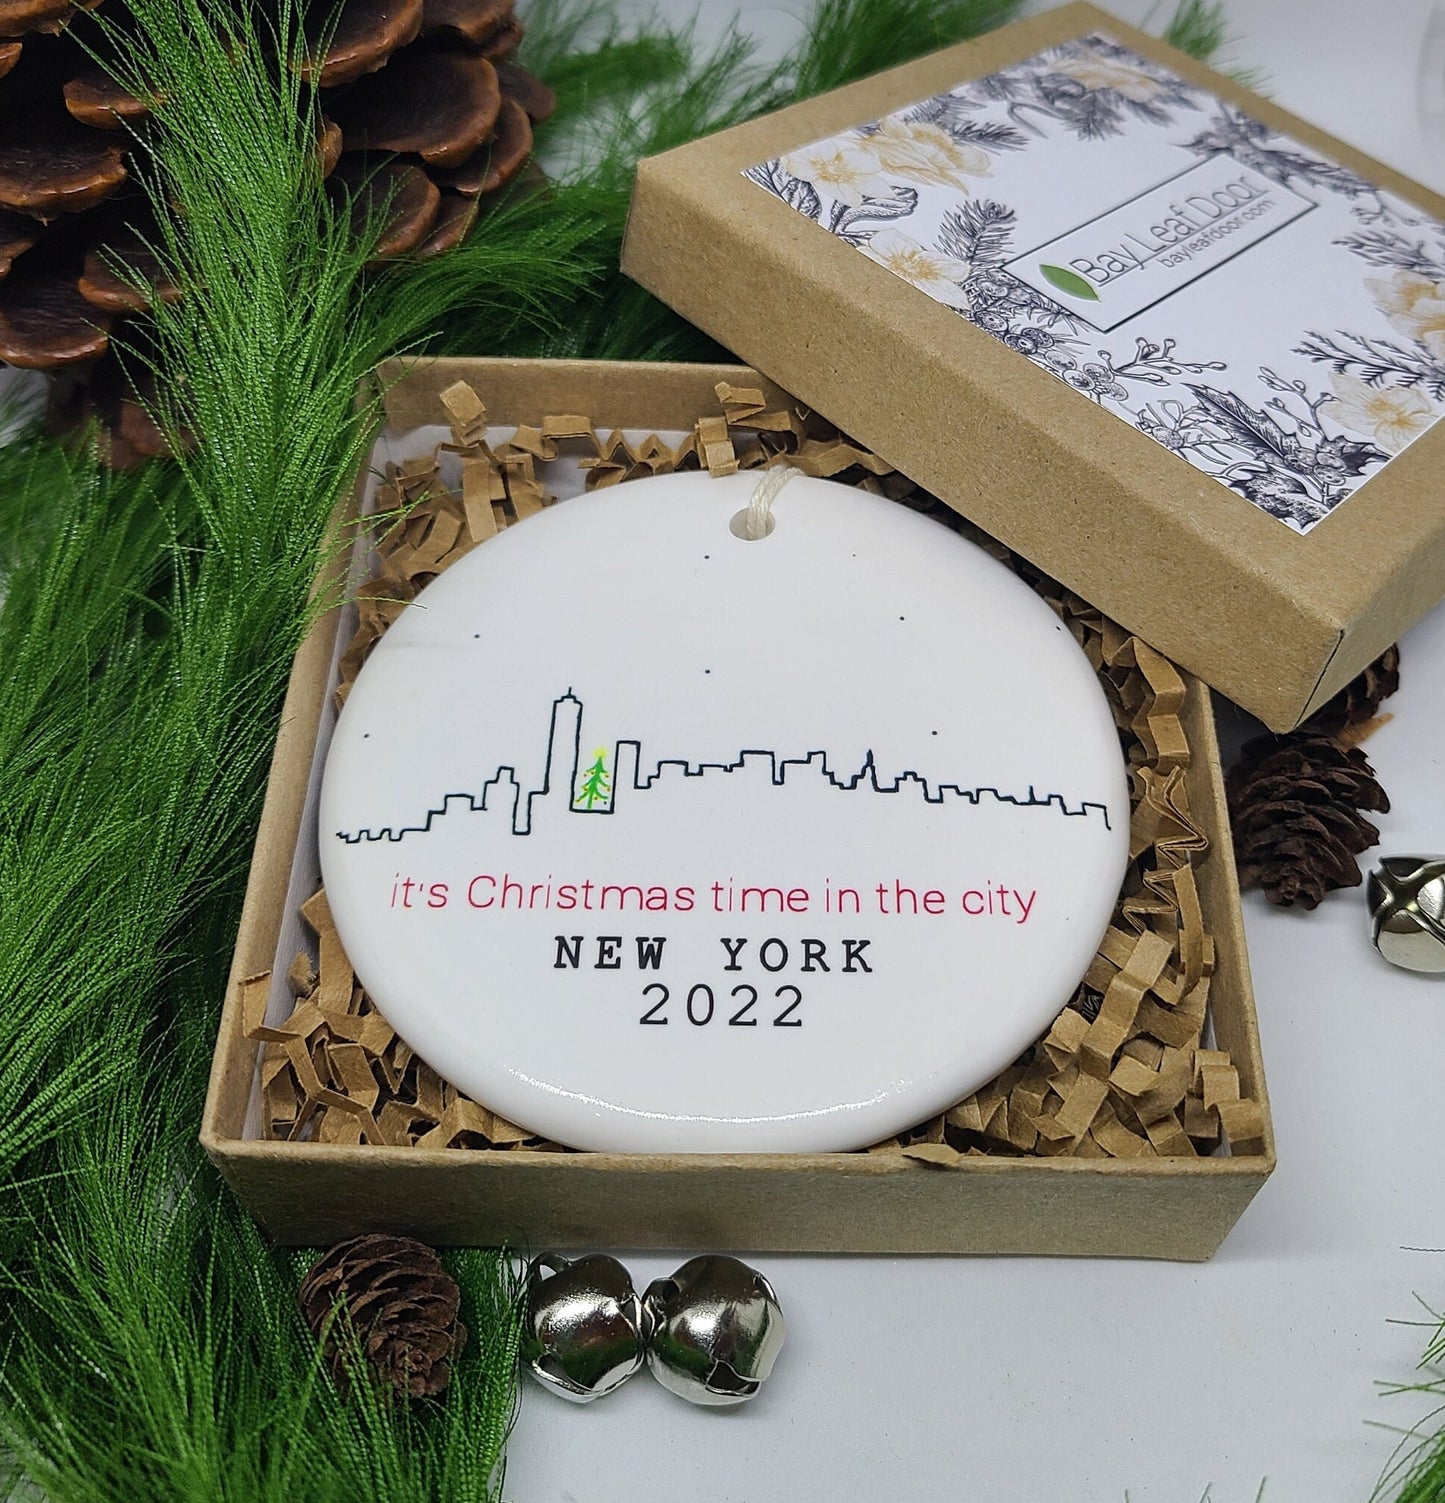 Bay Leaf Door
bayleafdoor.com
it's Christmas time in the city
NEW YORK
2022